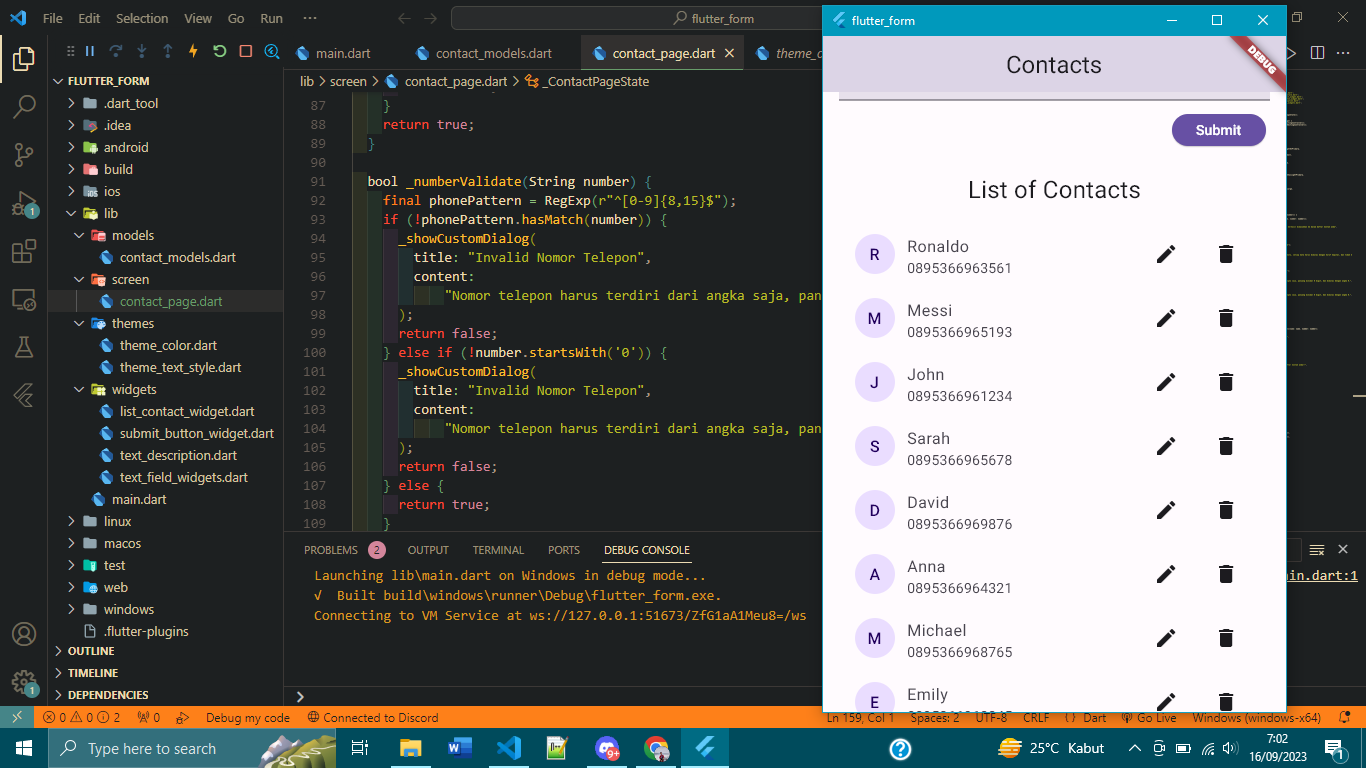 File Edit Selection View Go Run ··· flutter_form
flutter_form
main.dart contact_models.dart contact_page.dart theme_c
FLUTTER_FORM
.dart_tool
.idea
android
build
ios
lib
models
contact_models.dart
screen
contact_page.dart
themes
theme_color.dart
theme_text_style.dart
widgets
list_contact_widget.dart
submit_button_widget.dart
text_description.dart
text_field_widgets.dart
main.dart
linux
macos
test
web
windows
.flutter-plugins
OUTLINE
TIMELINE
DEPENDENCIES
1
1
lib > screen > contact_page.dart > _ContactPageState
87 }
88 return true;
89 }
90
91 bool _numberValidate(String number) {
92 final phonePattern = RegExp(r"^[0-9]{8,15}$");
93 if (!phonePattern.hasMatch(number)) {
94 _showCustomDialog(
95 title: "Invalid Nomor Telepon",
96 content:
97 "Nomor telepon harus terdiri dari angka saja, pan
98 );
99 return false;
100 } else if (!number.startsWith('0')) {
101 _showCustomDialog(
102 title: "Invalid Nomor Telepon",
103 content:
104 "Nomor telepon harus terdiri dari angka saja, pan
105 );
106 return false;
107 } else {
108 return true;
109 }
PROBLEMS 2 OUTPUT TERMINAL PORTS DEBUG CONSOLE
Launching lib\main.dart on Windows in debug mode...
√ Built build\windows\runner\Debug\flutter_form.exe.
Connecting to VM Service at ws://127.0.0.1:51673/ZfG1aA1Meu8=/ws
in.dart:1
Contacts
DEBUG
Submit
List of Contacts
R Ronaldo
0895366963561
M Messi
0895366965193
J John
0895366961234
S Sarah
0895366965678
D David
0895366969876
A Anna
0895366964321
M Michael
0895366968765
E Emily
0 0 2 0 Debug my code Connected to Discord Ln 159, Col 1 Spaces: 2 UTF-8 CRLF { } Dart Go Live Windows (windows-x64)
Type here to search 9+ 25°C Kabut 7:02
16/09/2023 1